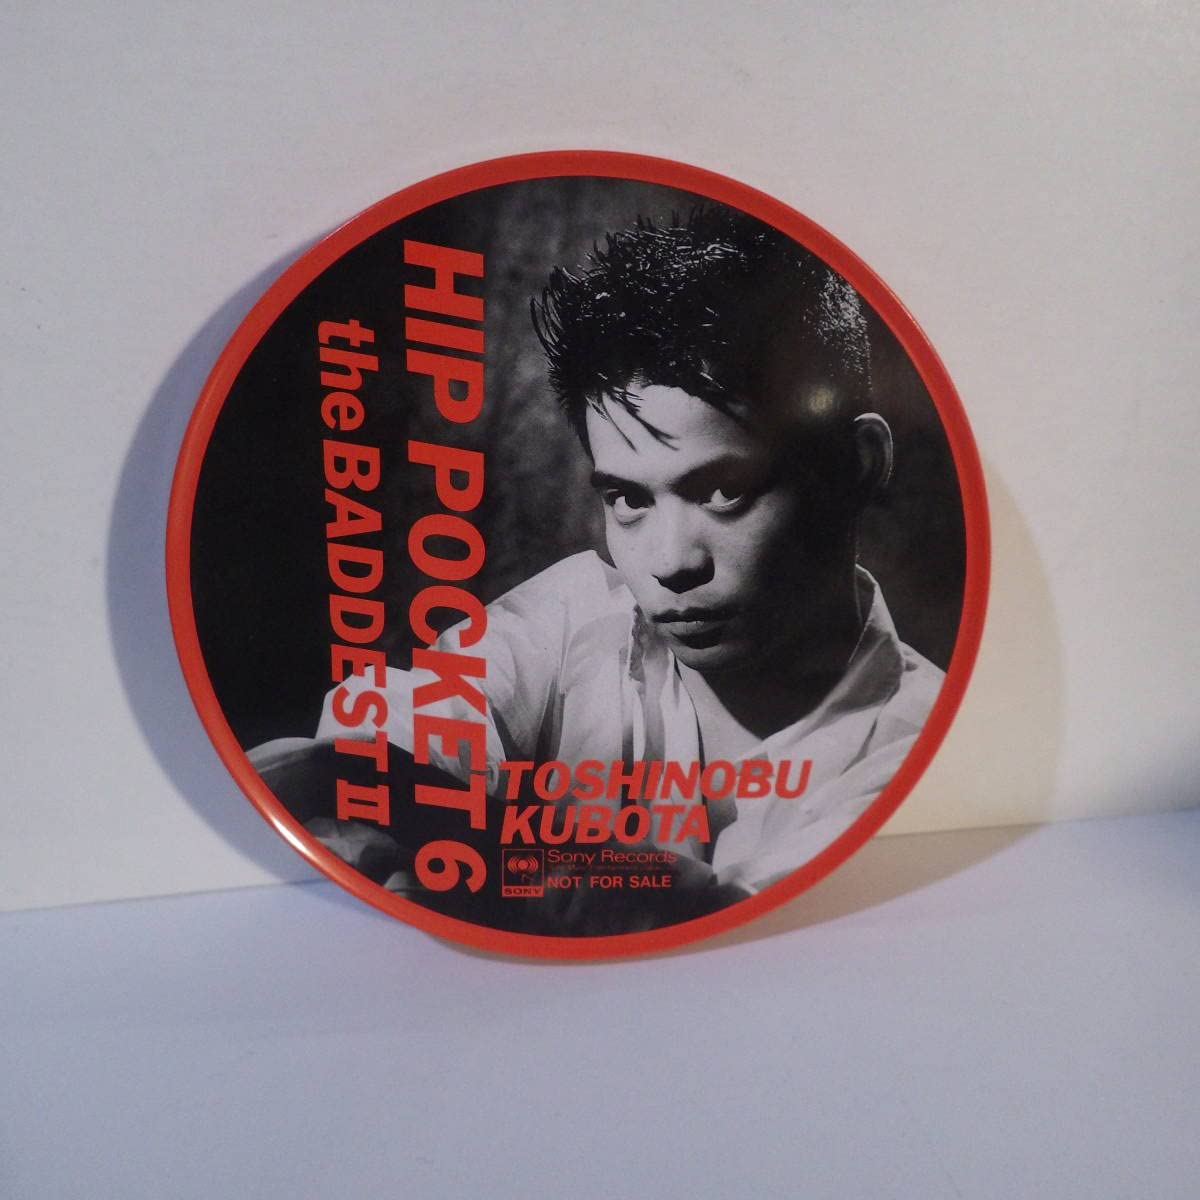 HIP POCKET 6
the BADDEST II
TOSHINOBU
KUBOTA
Sony Records
SONY
NOT FOR SALE